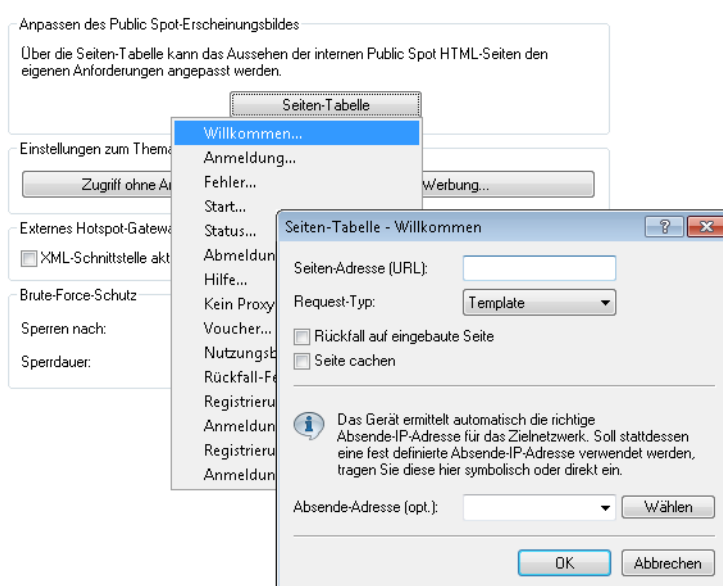 Anpassen des Public Spot-Erscheinungsbildes
Über die Seiten-Tabelle kann das Aussehen der internen Public Spot HTML-Seiten den
eigenen Anforderungen angepasst werden.
Seiten-Tabelle
Willkommen...
Anmeldung...
Fehler...
Start...
Status...
Abmeldun
Hilfe...
Kein Proxy
Voucher...
Nutzungsb
Rückfall-Fe
Registrieru
Anmeldun
Registrieru
Anmeldun
Einstellungen zum Thema
Zugriff ohne A
Werbung...
Externes Hotspot-Gatewa
XML-Schnittstelle akt
Brute-Force-Schutz
Sperren nach:
Sperrdauer:
Seiten-Tabelle - Willkommen
Seiten-Adresse (URL):
Request-Typ:
Template
Rückfall auf eingebaute Seite
Seite cachen
Das Gerät ermittelt automatisch die richtige
Absende-IP-Adresse für das Zielnetzwerk. Soll stattdessen
eine fest definierte Absende-IP-Adresse verwendet werden,
tragen Sie diese hier symbolisch oder direkt ein.
Absende-Adresse (opt.):
Wählen
OK
Abbrechen